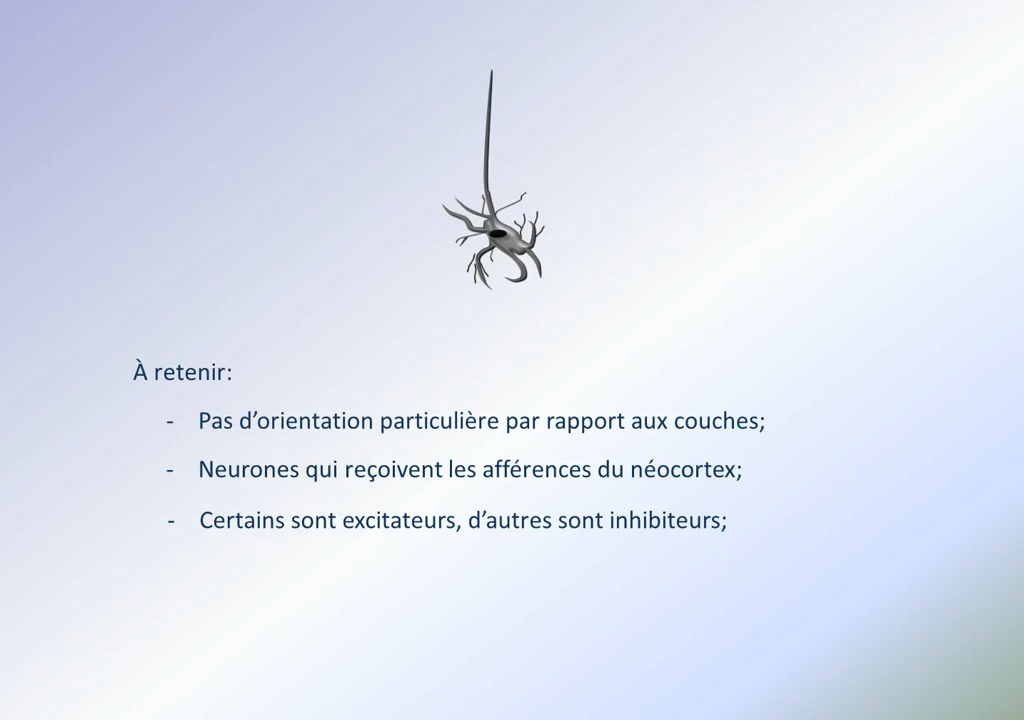 À retenir:
- Pas d’orientation particulière par rapport aux couches;
- Neurones qui reçoivent les afférences du néocortex;
- Certains sont excitateurs, d’autres sont inhibiteurs;